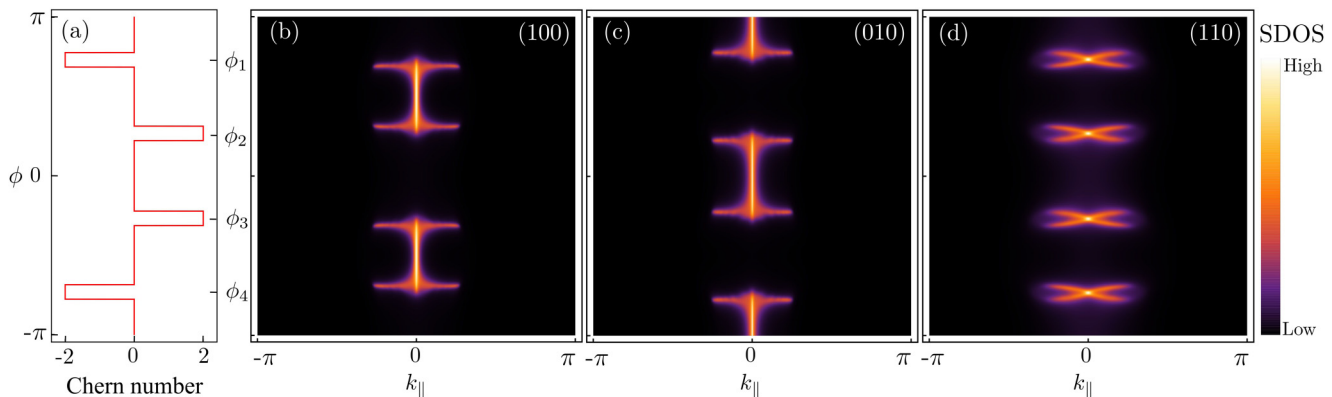 (a)
π
ϕ 0
-π
-2 0 2
Chern number
ϕ₁
ϕ₂
ϕ₃
ϕ₄
(b) (100)
-π 0 π
k∥
(c) (010)
-π 0 π
k∥
(d) (110)
-π 0 π
k∥
SDOS
High
Low